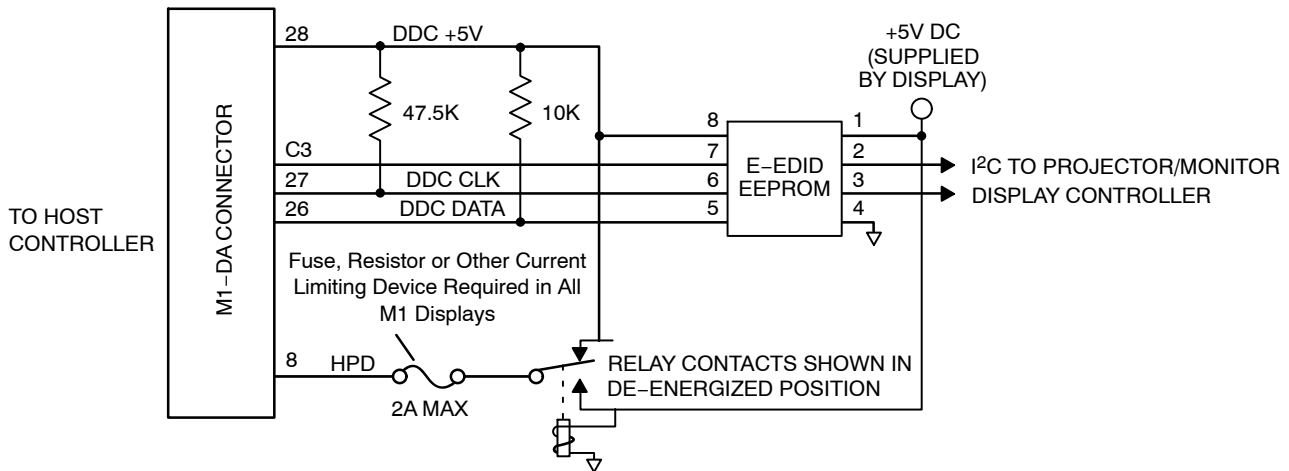 28
DDC +5V
+5V DC
(SUPPLIED
BY DISPLAY)
47.5K
10K
8
1
C3
7
2
E−EDID
EEPROM
I²C TO PROJECTOR/MONITOR
27
DDC CLK
6
3
DISPLAY CONTROLLER
26
DDC DATA
5
4
TO HOST
CONTROLLER
M1−DA CONNECTOR
Fuse, Resistor or Other Current
Limiting Device Required in All
M1 Displays
8
HPD
2A MAX
RELAY CONTACTS SHOWN IN
DE−ENERGIZED POSITION